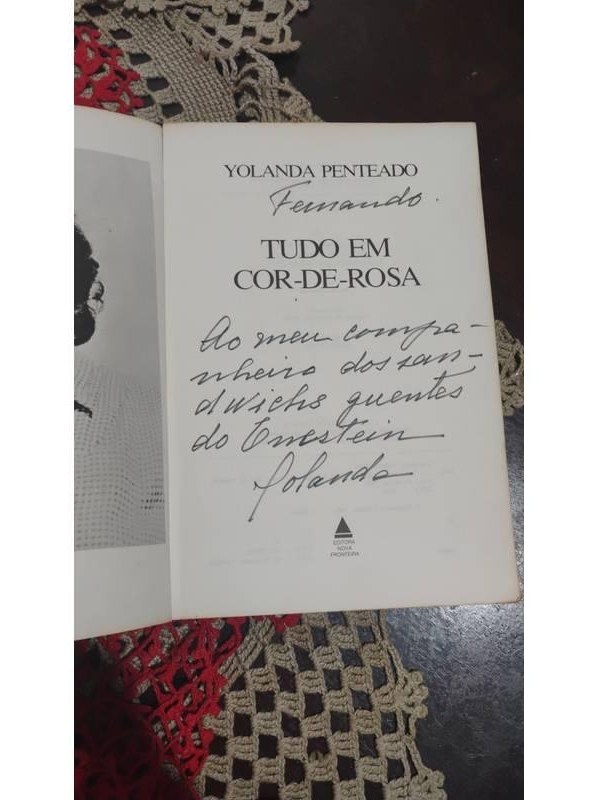 YOLANDA PENTEADO
Fernando.
TUDO EM
COR-DE-ROSA
Ao meu compa-
nheiro dos san-
dwichs quentes
do Ernestein
Yolanda
EDITORA
NOVA
FRONTEIRA